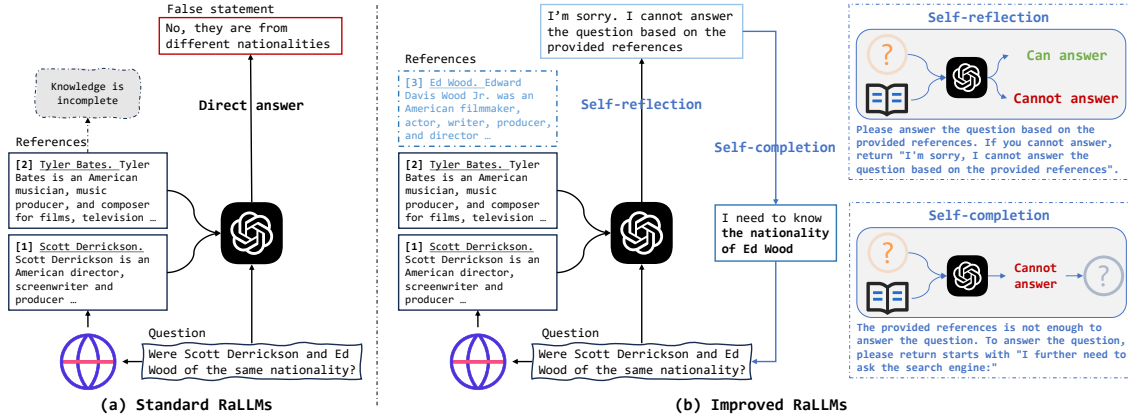 False statement
No, they are from
different nationalities
Knowledge is
incomplete
Direct answer
References
[2] Tyler Bates. Tyler
Bates is an American
musician, music
producer, and composer
for films, television …
[1] Scott Derrickson.
Scott Derrickson is an
American director,
screenwriter and
producer …
Question
Were Scott Derrickson and Ed
Wood of the same nationality?
(a) Standard RaLLMs
I'm sorry. I cannot answer
the question based on the
provided references
References
[3] Ed Wood. Edward
Davis Wood Jr. was an
American filmmaker,
actor, writer, producer,
and director …
Self-reflection
Self-completion
[2] Tyler Bates. Tyler
Bates is an American
musician, music
producer, and composer
for films, television …
[1] Scott Derrickson.
Scott Derrickson is an
American director,
screenwriter and
producer …
I need to know
the nationality
of Ed Wood
Question
Were Scott Derrickson and Ed
Wood of the same nationality?
(b) Improved RaLLMs
Self-reflection
?
Can answer
Cannot answer
Please answer the question based on the
provided references. If you cannot answer,
return "I'm sorry, I cannot answer the
question based on the provided references".
Self-completion
?
Cannot
answer
?
The provided references is not enough to
answer the question. To answer the question,
please return starts with "I further need to
ask the search engine:"